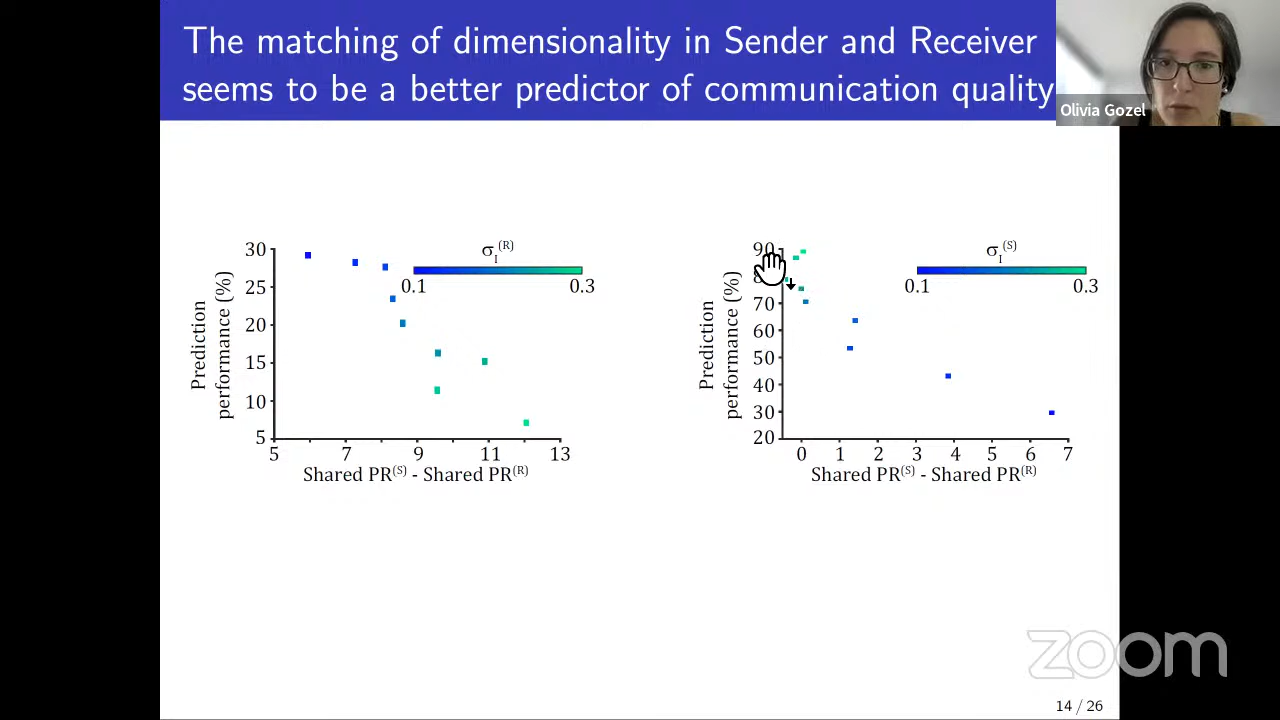 The matching of dimensionality in Sender and Receiver
seems to be a better predictor of communication quality
Olivia Gozel
30
25
20
15
10
5
Prediction
performance (%)
σI(R)
0.1
0.3
5
7
9
11
13
Shared PR(S) - Shared PR(R)
90
70
60
50
40
30
20
Prediction
performance (%)
σI(S)
0.1
0.3
0
1
2
3
4
5
6
7
Shared PR(S) - Shared PR(R)
zoom
14 / 26